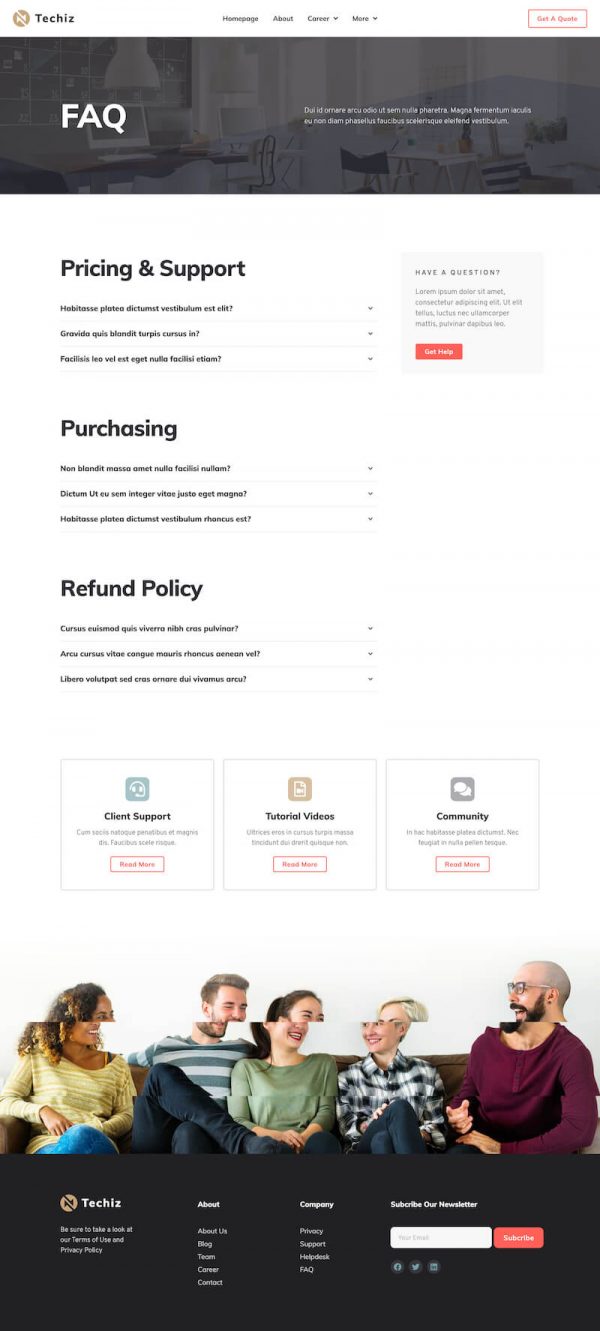 Techiz
Homepage About Career More
Get A Quote
FAQ
Dui id ornare arcu odio ut sem nulla pharetra. Magna fermentum iaculis
eu non diam phasellus faucibus scelerisque eleifend vestibulum.
Pricing & Support
Habitasse platea dictumst vestibulum est elit?
Gravida quis blandit turpis cursus in?
Facilisis leo vel est eget nulla facilisi etiam?
HAVE A QUESTION?
Lorem ipsum dolor sit amet,
consectetur adipiscing elit. Ut elit
tellus, luctus nec ullamcorper
mattis, pulvinar dapibus leo.
Get Help
Purchasing
Non blandit massa amet nulla facilisi nullam?
Dictum Ut eu sem integer vitae justo eget magna?
Habitasse platea dictumst vestibulum rhoncus est?
Refund Policy
Cursus euismod quis viverra nibh cras pulvinar?
Arcu cursus vitae congue mauris rhoncus aenean vel?
Libero volutpat sed cras ornare dui vivamus arcu?
Client Support
Cum sociis natoque penatibus et magnis
dis. Faucibus scele risque.
Read More
Tutorial Videos
Ultrices eros in cursus turpis massa
tincidunt dui drerit quisque non.
Read More
Community
In hac habitasse platea dictumst. Nec
feugiat in nulla pellen tesque.
Read More
Techiz
Be sure to take a look at
our Terms of Use and
Privacy Policy
About
About Us
Blog
Team
Career
Contact
Company
Privacy
Support
Helpdesk
FAQ
Subcribe Our Newsletter
Your Email
Subcribe